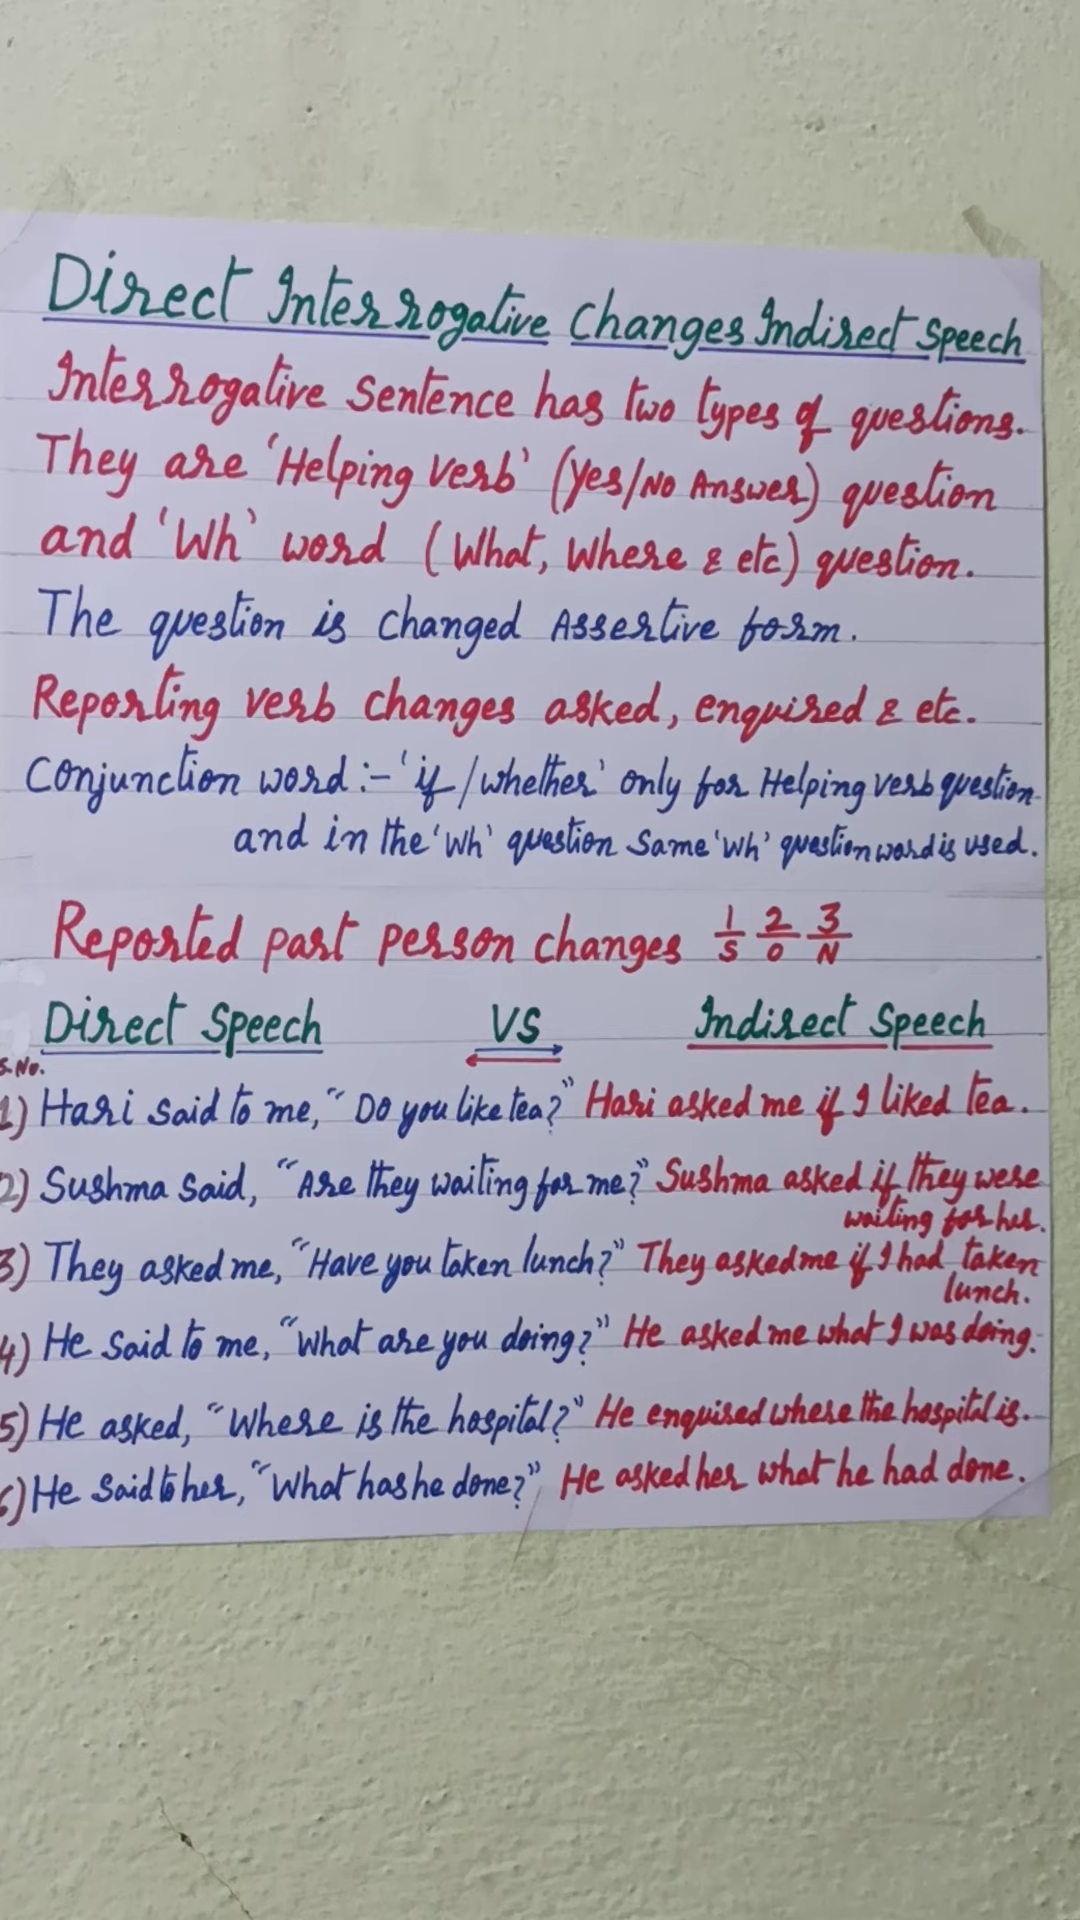 Direct Interrogative Changes Indirect Speech
Interrogative Sentence has two types of questions.
They are 'Helping Verb' (Yes/No Answer) question
and 'Wh' word (What, Where & etc) question.
The question is changed Assertive form.
Reporting verb changes asked, enquired & etc.
Conjunction word :- 'if/whether' only for Helping verb question
and in the 'Wh' question Same 'Wh' question word is used.
Reported part person changes 1/S 2/O 3/N
Direct Speech VS Indirect Speech
S.No.
1) Hari said to me, "Do you like tea?" Hari asked me if I liked tea.
2) Sushma said, "Are they waiting for me?" Sushma asked if they were
waiting for her.
3) They asked me, "Have you taken lunch?" They asked me if I had taken
lunch.
4) He said to me, "What are you doing?" He asked me what I was doing.
5) He asked, "Where is the hospital?" He enquired where the hospital is.
6) He said to her, "What has he done?" He asked her what he had done.